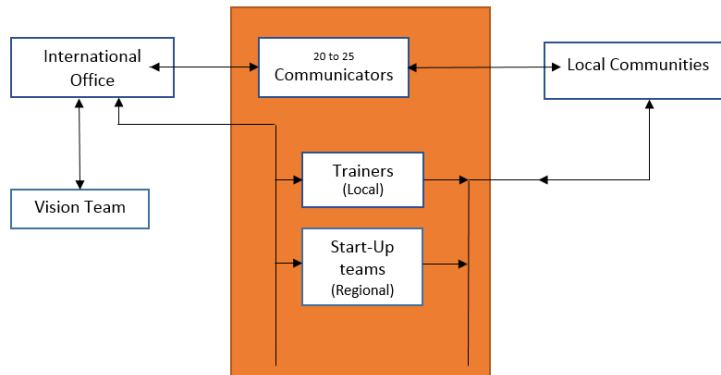 International
Office
20 to 25
Communicators
Local Communities
Trainers
(Local)
Vision Team
Start-Up
teams
(Regional)